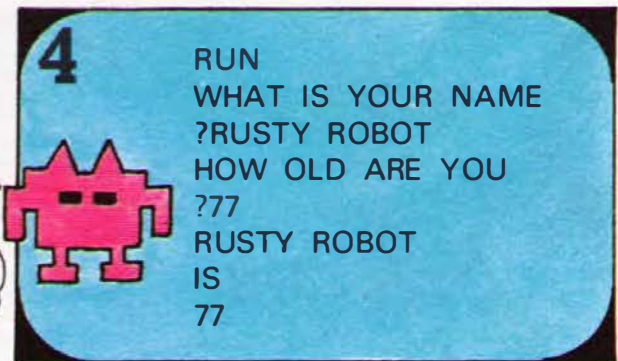 4
RUN
WHAT IS YOUR NAME
?RUSTY ROBOT
HOW OLD ARE YOU
?77
RUSTY ROBOT
IS
77